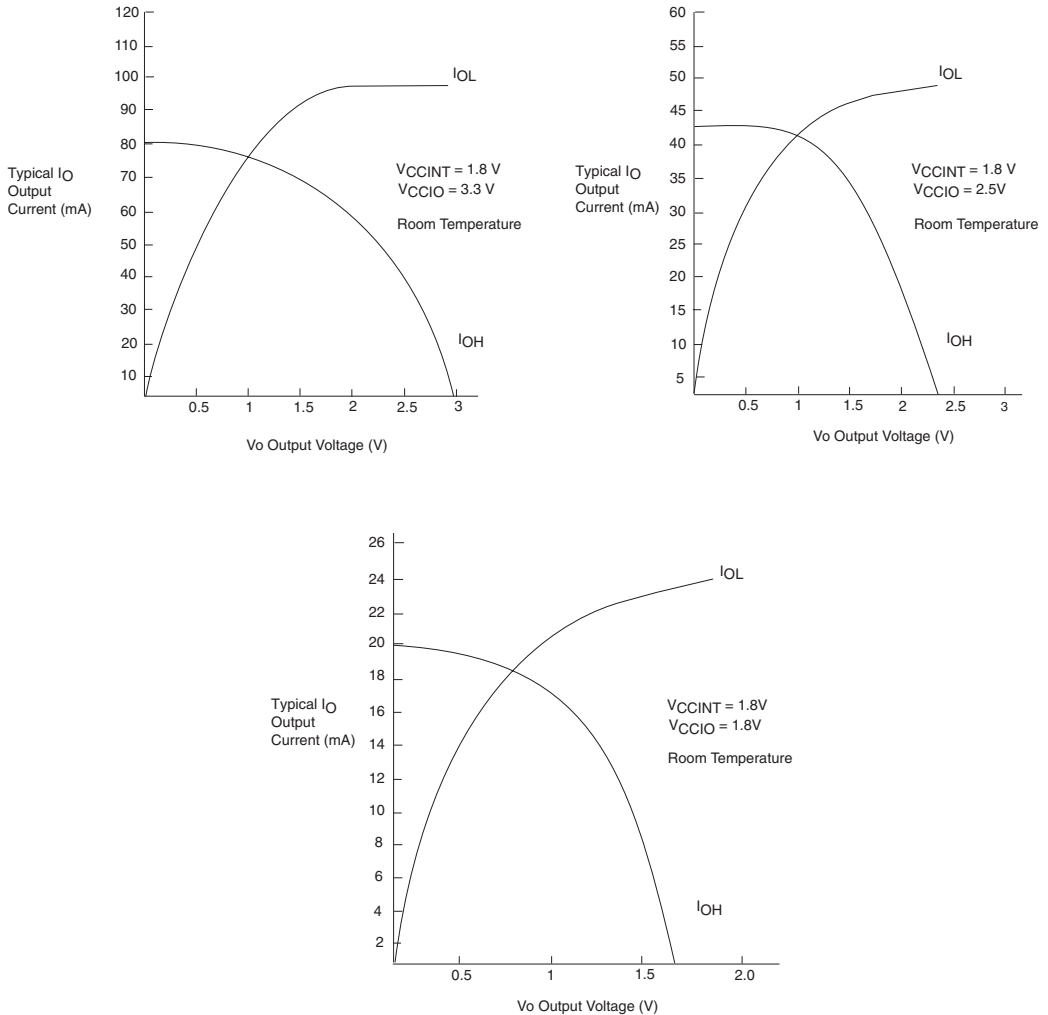 120
110
100
90
80
70
60
50
40
30
20
10
Typical IO
Output
Current (mA)
IOL
VCCINT = 1.8 V
VCCIO = 3.3 V
Room Temperature
IOH
0.5 1 1.5 2 2.5 3
Vo Output Voltage (V)
60
55
50
45
40
35
30
25
20
15
10
5
Typical IO
Output
Current (mA)
IOL
VCCINT = 1.8 V
VCCIO = 2.5V
Room Temperature
IOH
0.5 1 1.5 2 2.5 3
Vo Output Voltage (V)
26
24
22
20
18
16
14
12
10
8
6
4
2
Typical IO
Output
Current (mA)
IOL
VCCINT = 1.8V
VCCIO = 1.8V
Room Temperature
IOH
0.5 1 1.5 2.0
Vo Output Voltage (V)